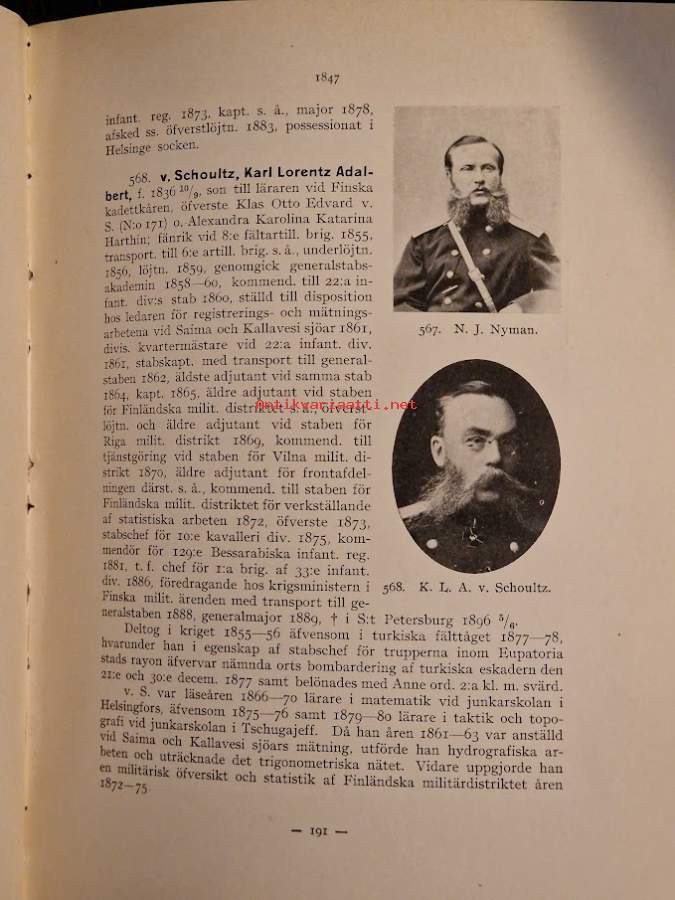 1847
infant. reg. 1873, kapt. s. å., major 1878,
afsked ss. öfverstlöjtn. 1883, possessionat i
Helsinge socken.
568. v. Schoultz, Karl Lorentz Adal-
bert, f. 1836 10/9, son till läraren vid Finska
kadettkåren, öfverste Klas Otto Edvard v.
S. (N:o 171) o. Alexandra Karolina Katarina
Harthin; fänrik vid 8:e fältartill. brig. 1855,
transport. till 6:e artill. brig. s. å., underlöjtn.
1856, löjtn. 1859, genomgick generalstabs-
akademin 1858—60, kommend. till 22:a in-
fant. div:s stab 1860, ställd till disposition
hos ledaren för registrerings- och mätnings-
arbetena vid Saima och Kallavesi sjöar 1861,
divis. kvartermästare vid 22:a infant. div.
1861, stabskapt. med transport till general-
staben 1862, äldste adjutant vid samma stab
1864, kapt. 1865, äldre adjutant vid staben
för Finländska milit. distriktet s. å., öfverst-
löjtn. och äldre adjutant vid staben för
Riga milit. distrikt 1869, kommend. till
tjänstgöring vid staben för Vilna milit. di-
strikt 1870, äldre adjutant för frontafdel-
ningen därst. s. å., kommend. till staben för
Finländska milit. distriktet för verkställande
af statistiska arbeten 1872, öfverste 1873,
stabschef för 10:e kavalleri div. 1875, kom-
mendör för 129:e Bessarabiska infant. reg.
1881, t. f. chef för 1:a brig. af 33:e infant.
div. 1886, föredragande hos krigsministern i
Finska milit. ärenden med transport till ge-
neralstaben 1888, generalmajor 1889, † i S:t Petersburg 1896 5/6.
Deltog i kriget 1855—56 äfvensom i turkiska fälttåget 1877—78,
hvarunder han i egenskap af stabschef för trupperna inom Eupatoria
stads rayon äfvervar nämnda orts bombardering af turkiska eskadern den
21:e och 30:e decem. 1877 samt belönades med Anne ord. 2:a kl. m. svärd.
v. S. var läseåren 1866—70 lärare i matematik vid junkarskolan i
Helsingfors, äfvensom 1875—76 samt 1879—80 lärare i taktik och topo-
grafi vid junkarskolan i Tschugajeff. Då han åren 1861—63 var anställd
vid Saima och Kallavesi sjöars mätning, utförde han hydrografiska ar-
beten och uträcknade det trigonometriska nätet. Vidare uppgjorde han
en militärisk öfversikt och statistik af Finländska militärdistriktet åren
1872—75
567. N. J. Nyman.
568. K. L. A. v. Schoultz.
— 191 —
Antikvariaatti.net